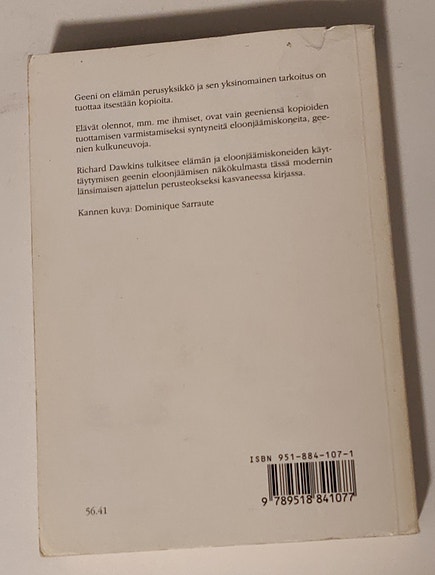 Geeni on elämän perusyksikkö ja sen yksinomainen tarkoitus on
tuottaa itsestään kopioita.
Elävät olennot, mm. me ihmiset, ovat vain geeniensä kopioiden
tuottamisen varmistamiseksi syntyneitä eloonjäämiskoneita, gee-
nien kulkuneuvoja.
Richard Dawkins tulkitsee elämän ja eloonjäämiskoneiden käyt-
täytymisen geenin eloonjäämisen näkökulmasta tässä modernin
länsimaisen ajattelun perusteokseksi kasvaneessa kirjassa.
Kannen kuva: Dominique Sarraute
ISBN 951-884-107-1
9 789518 841077
56.41